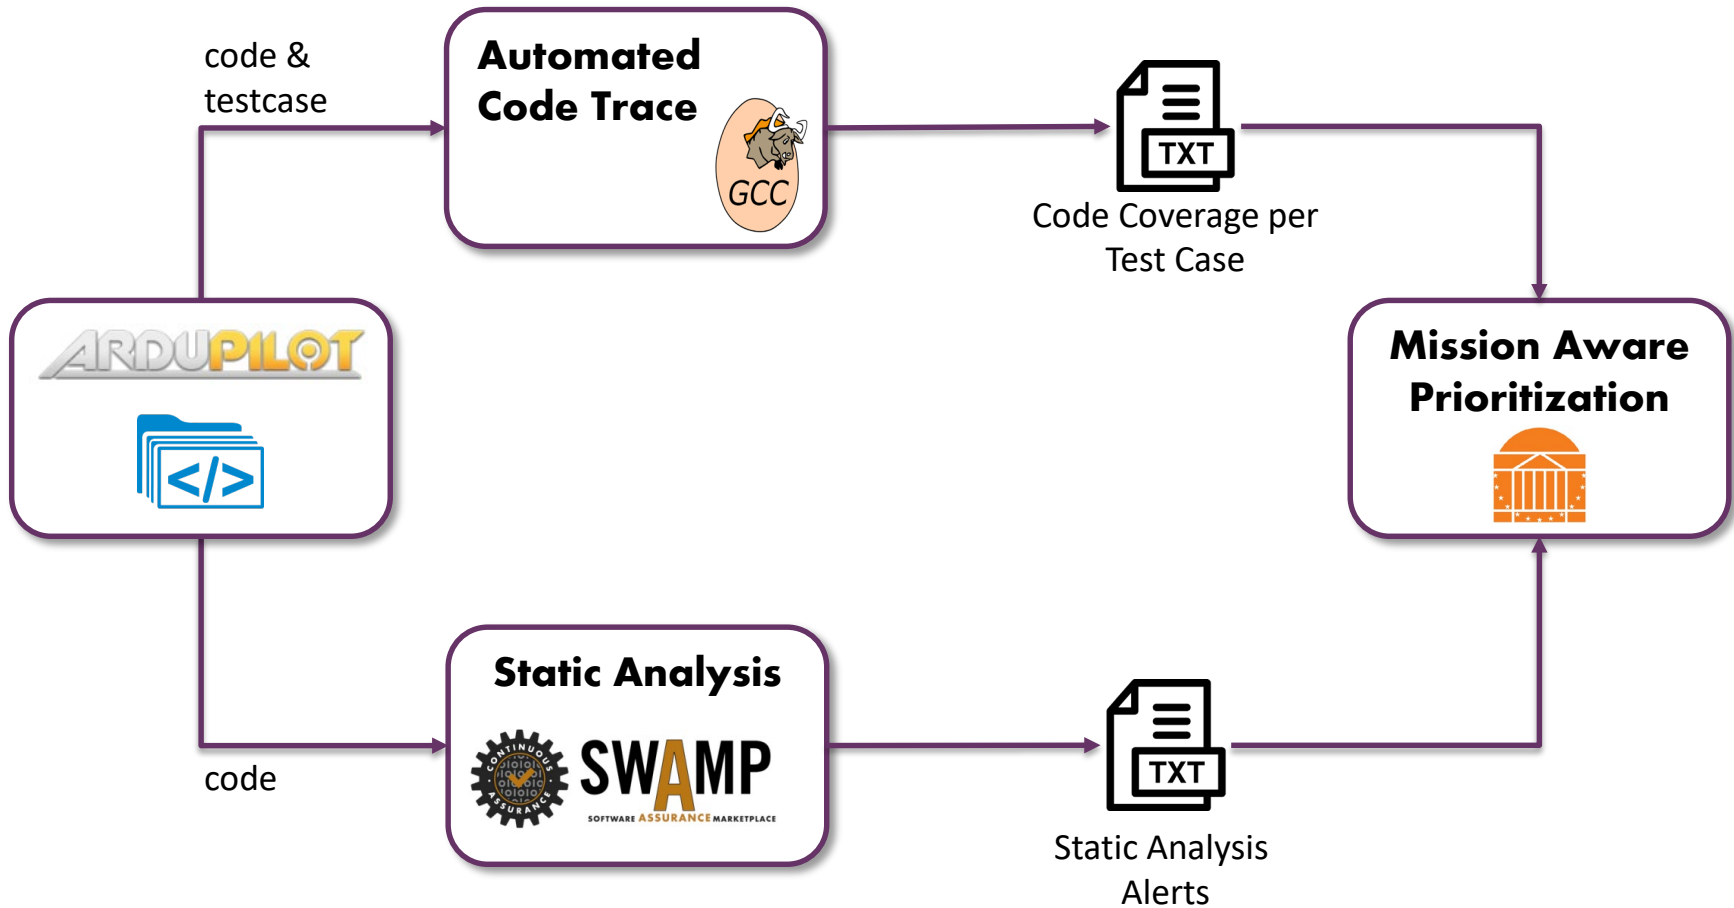 code &
testcase
Automated
Code Trace
GCC
TXT
Code Coverage per
Test Case
ARDUPILOT
</>
Mission Aware
Prioritization
Static Analysis
CONTINUOUS
ASSURANCE
SWAMP
SOFTWARE ASSURANCE MARKETPLACE
code
TXT
Static Analysis
Alerts